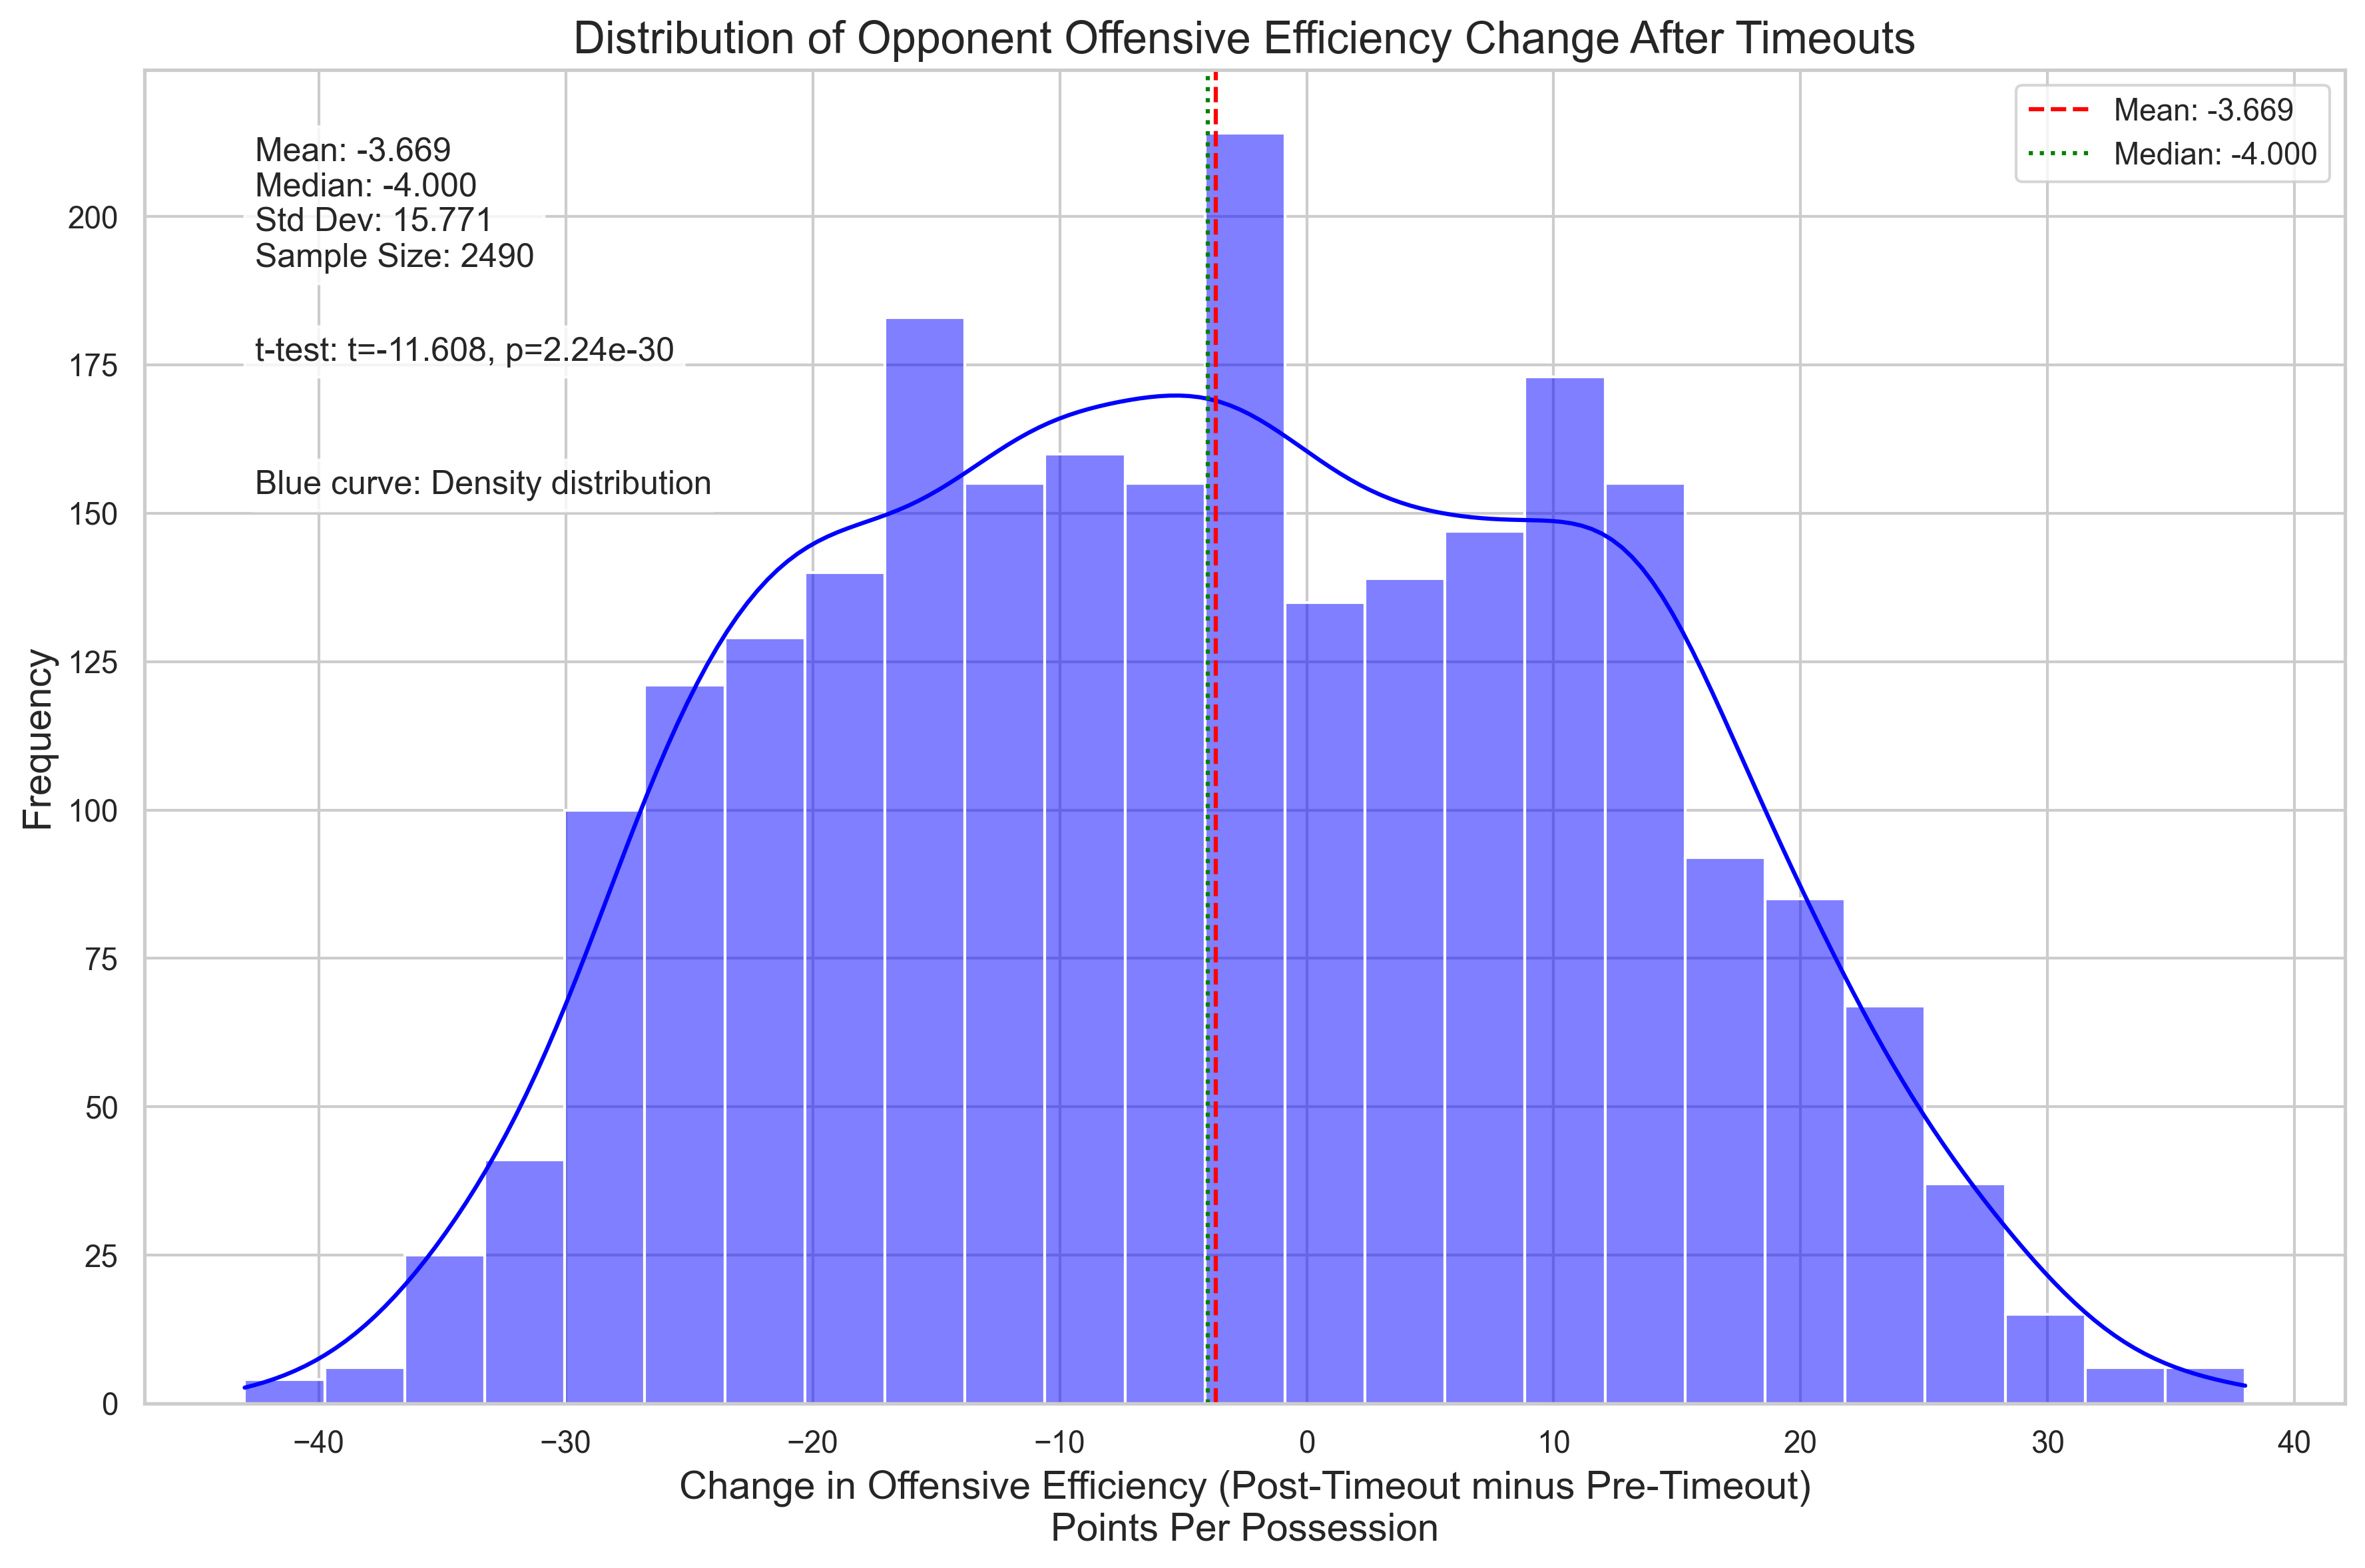 Distribution of Opponent Offensive Efficiency Change After Timeouts
Mean: -3.669
Median: -4.000
Std Dev: 15.771
Sample Size: 2490
t-test: t=-11.608, p=2.24e-30
Blue curve: Density distribution
Mean: -3.669
Median: -4.000
Frequency
200
175
150
125
100
75
50
25
0
−40 −30 −20 −10 0 10 20 30 40
Change in Offensive Efficiency (Post-Timeout minus Pre-Timeout)
Points Per Possession